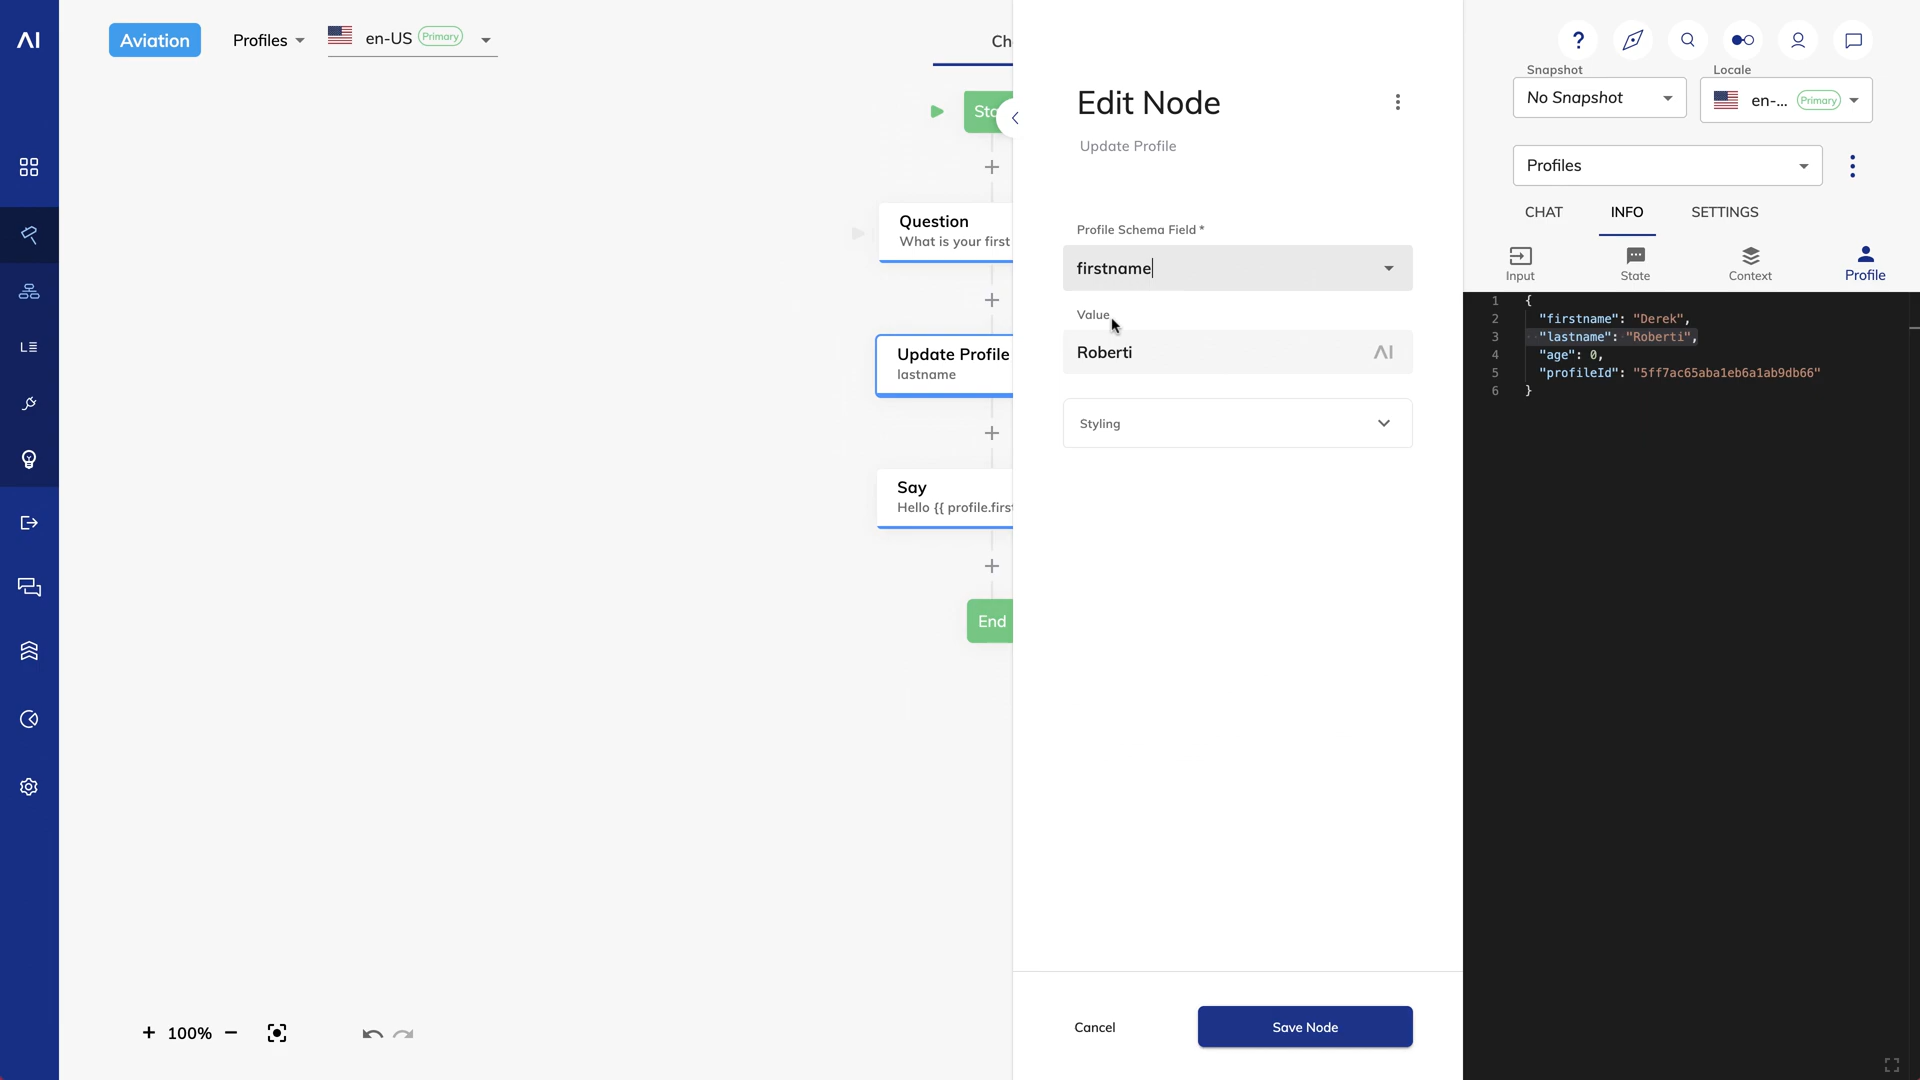 Aviation
Profiles
en-US
Primary
Ch
Sta
Question
What is your first
Update Profile
lastname
Say
Hello {{ profile.firs
End
100%
Edit Node
Update Profile
Profile Schema Field *
firstname
Value
Roberti
AI
Styling
Cancel
Save Node
?
Snapshot
No Snapshot
Locale
en-...
Primary
Profiles
CHAT
INFO
SETTINGS
Input
State
Context
Profile
1 {
2 "firstname": "Derek",
3 "lastname": "Roberti",
4 "age": 0,
5 "profileId": "5ff7ac65aba1eb6a1ab9db66"
6 }
AI